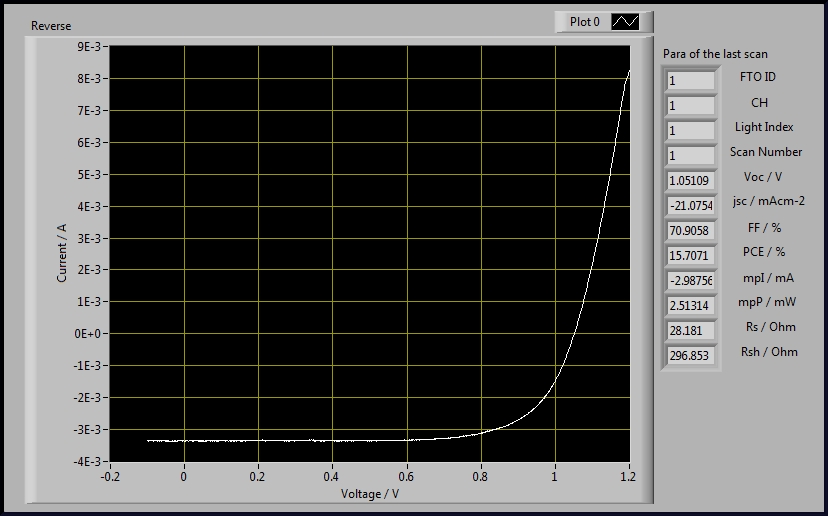 Reverse
Plot 0
9E-3
8E-3
7E-3
6E-3
5E-3
4E-3
3E-3
2E-3
1E-3
0E+0
-1E-3
-2E-3
-3E-3
-4E-3
Current / A
-0.2 0 0.2 0.4 0.6 0.8 1 1.2
Voltage / V
Para of the last scan
1 FTO ID
1 CH
1 Light Index
1 Scan Number
1.05109 Voc / V
-21.0754 jsc / mAcm-2
70.9058 FF / %
15.7071 PCE / %
-2.98756 mpI / mA
2.51314 mpP / mW
28.181 Rs / Ohm
296.853 Rsh / Ohm